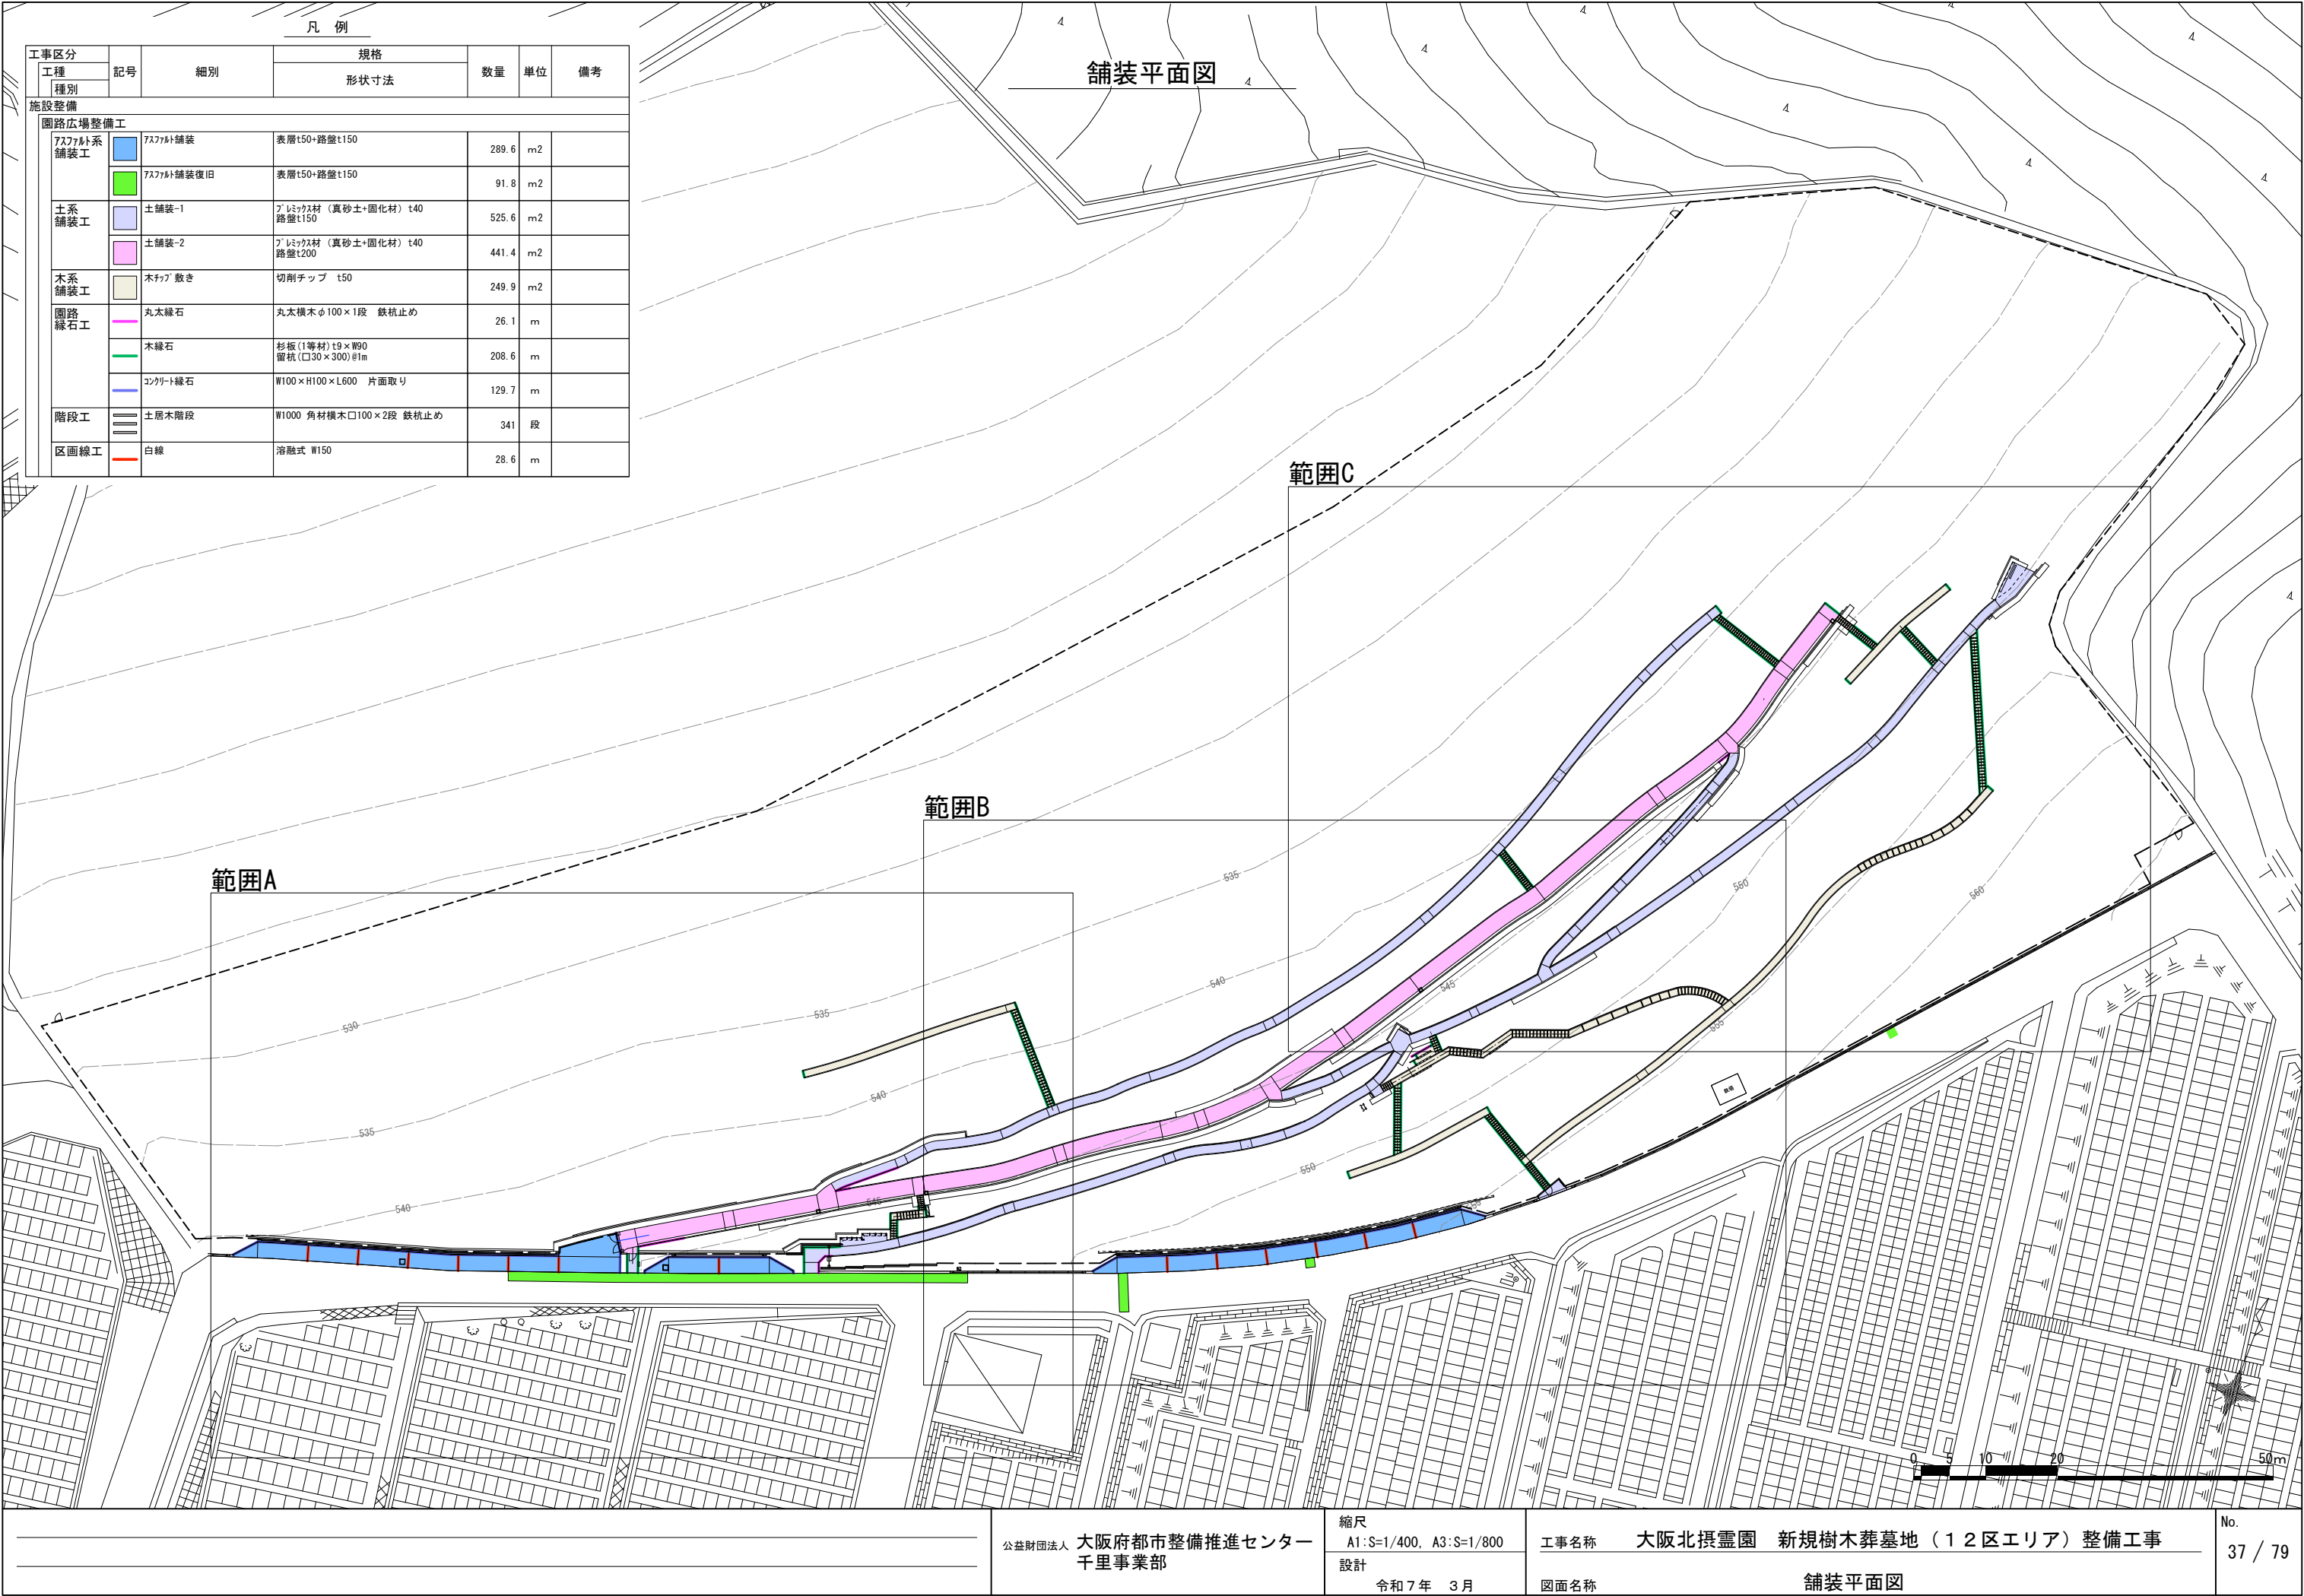 凡 例
工事区分 工種 種別 記号 細別 規格 形状寸法 数量 単位 備考
施設整備
園路広場整備工
ｱｽﾌｧﾙﾄ系舗装工 ｱｽﾌｧﾙﾄ舗装 表層t50+路盤t150 289.6 m2
ｱｽﾌｧﾙﾄ舗装復旧 表層t50+路盤t150 91.8 m2
土系舗装工 土舗装-1 ﾌﾟﾚﾐｯｸｽ材（真砂土+固化材）t40 路盤t150 525.6 m2
土舗装-2 ﾌﾟﾚﾐｯｸｽ材（真砂土+固化材）t40 路盤t200 441.4 m2
木系舗装工 木ﾁｯﾌﾟ敷き 切削チップ t50 249.9 m2
園路縁石工 丸太縁石 丸太横木φ100×1段 鉄杭止め 26.1 m
木縁石 杉板(1等材)t9×W90 留杭(口30×300)@1m 208.6 m
ｺﾝｸﾘｰﾄ縁石 W100×H100×L600 片面取り 129.7 m
階段工 土居木階段 W1000 角材横木口100×2段 鉄杭止め 341 段
区画線工 白線 溶融式 W150 28.6 m
舗装平面図
範囲C
範囲B
範囲A
535
540
545
550
560
555
530
535
540
535
540
545
550
0 5 10 20 50m
公益財団法人 大阪府都市整備推進センター
千里事業部
縮尺
A1:S=1/400, A3:S=1/800
設計
令和７年 ３月
工事名称 大阪北摂霊園 新規樹木葬墓地（１２区エリア）整備工事
図面名称 舗装平面図
No.
37 / 79